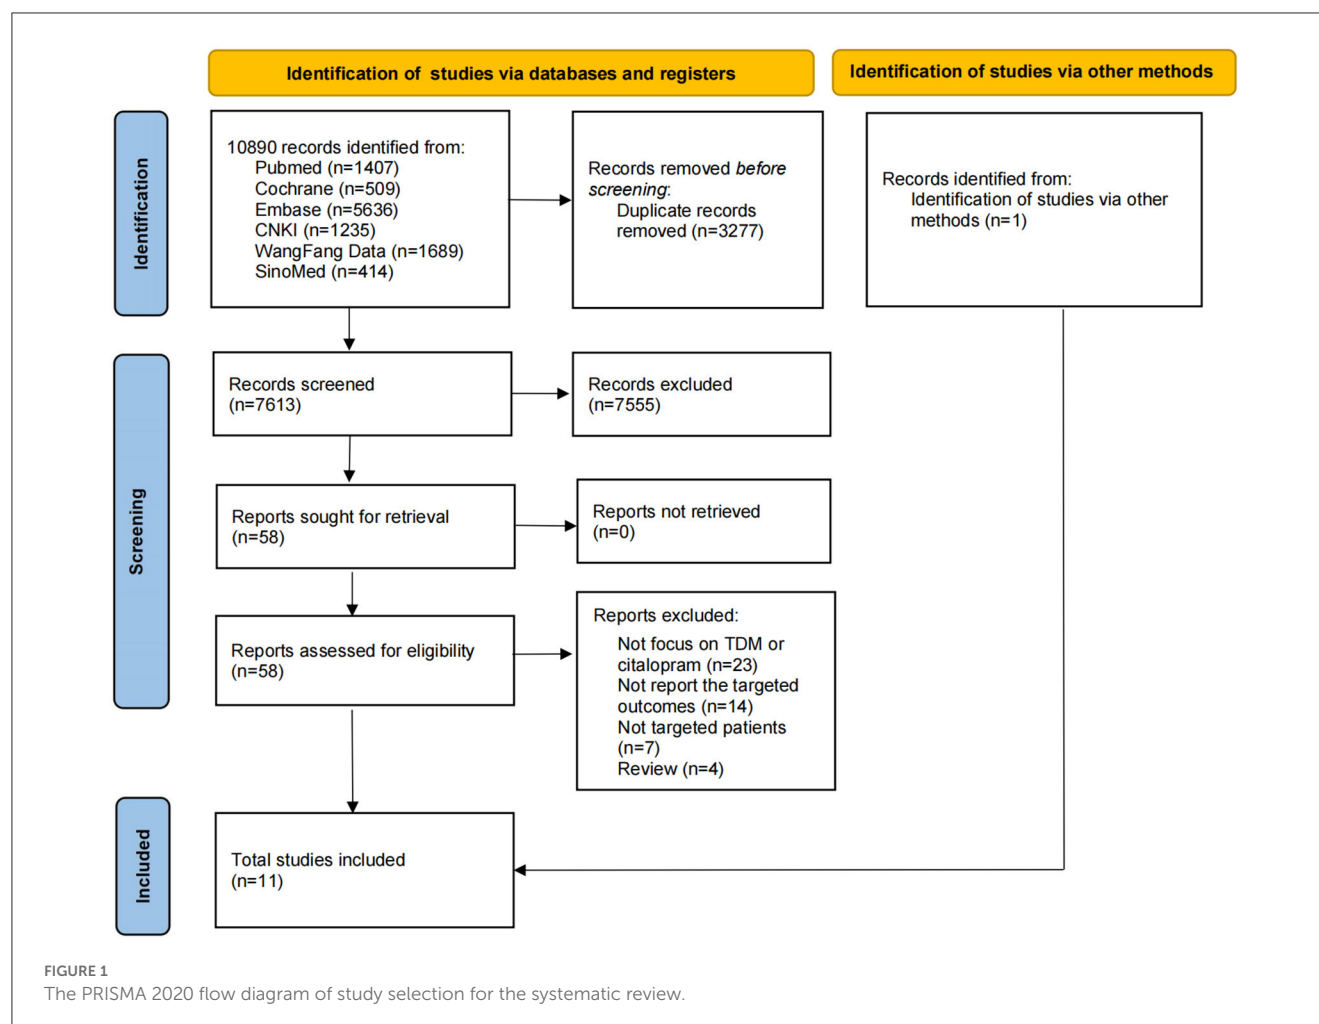 Identification of studies via databases and registers
Identification of studies via other methods
Identification
10890 records identified from:
Pubmed (n=1407)
Cochrane (n=509)
Embase (n=5636)
CNKI (n=1235)
WangFang Data (n=1689)
SinoMed (n=414)
Records removed before
screening:
Duplicate records
removed (n=3277)
Records identified from:
Identification of studies via other
methods (n=1)
Screening
Records screened
(n=7613)
Records excluded
(n=7555)
Reports sought for retrieval
(n=58)
Reports not retrieved
(n=0)
Reports assessed for eligibility
(n=58)
Reports excluded:
Not focus on TDM or
citalopram (n=23)
Not report the targeted
outcomes (n=14)
Not targeted patients
(n=7)
Review (n=4)
Included
Total studies included
(n=11)
FIGURE 1
The PRISMA 2020 flow diagram of study selection for the systematic review.